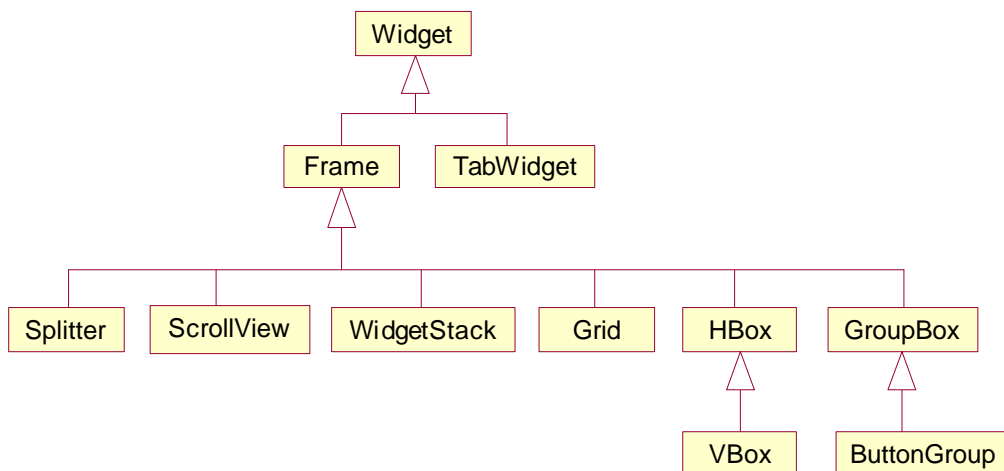 Widget
Frame
TabWidget
Splitter
ScrollView
WidgetStack
Grid
HBox
GroupBox
VBox
ButtonGroup